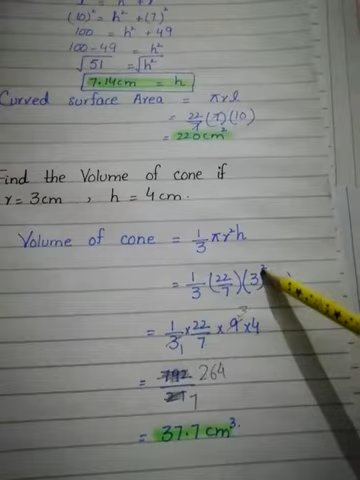 (10)² = h² + (7)²
100 = h² + 49
100 - 49 = h²
√51 = √h²
7.14cm = h
Curved surface Area = πrl
= 22/7 (7)(10)
= 220cm²
Find the Volume of cone if
r = 3cm , h = 4cm.
Volume of cone = 1/3 πr²h
= 1/3 (22/7)(3)²
= 1/3 1 × 22/7 × 9 3 × 4
= 264/7
= 37.7 cm³.